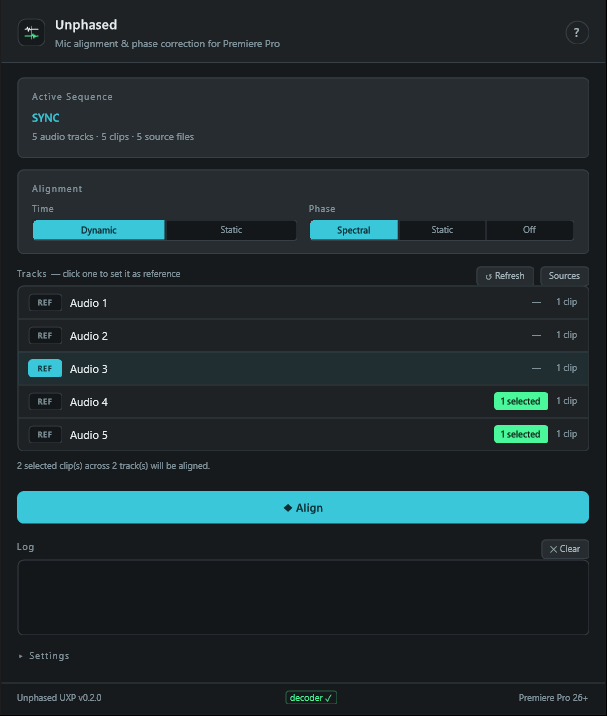 Unphased
Mic alignment & phase correction for Premiere Pro
?
Active Sequence
SYNC
5 audio tracks · 5 clips · 5 source files
Alignment
Time
Phase
Dynamic
Static
Spectral
Static
Off
Tracks — click one to set it as reference
↺ Refresh
Sources
REF Audio 1 — 1 clip
REF Audio 2 — 1 clip
REF Audio 3 — 1 clip
REF Audio 4 1 selected 1 clip
REF Audio 5 1 selected 1 clip
2 selected clip(s) across 2 track(s) will be aligned.
◆ Align
Log
✕ Clear
▸ Settings
Unphased UXP v0.2.0
decoder ✓
Premiere Pro 26+